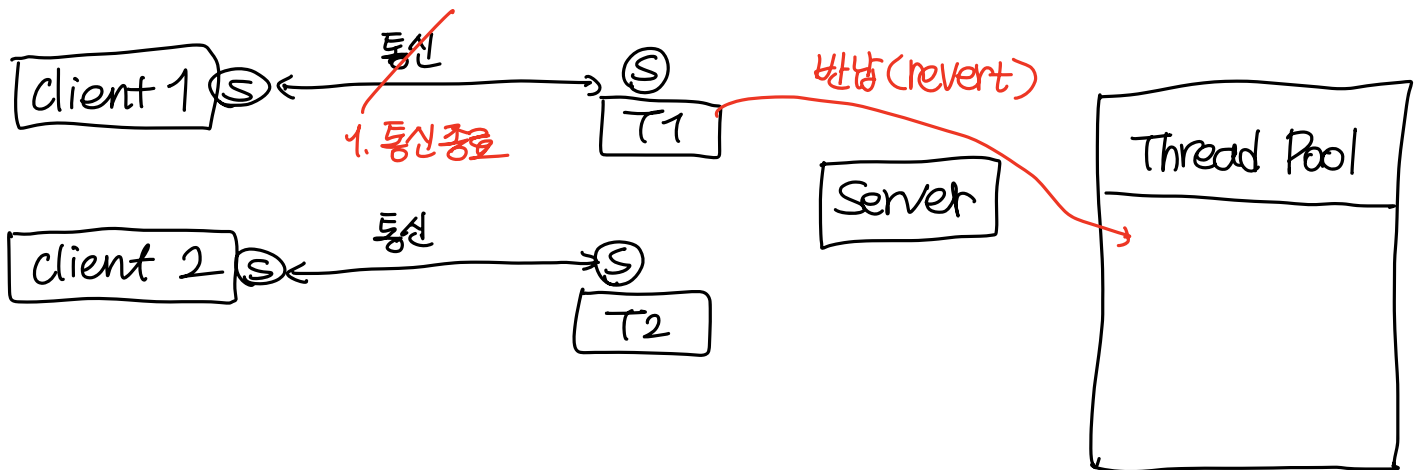 통신
client 1
S
S
T1
1. 통신종료
반납(revert)
Thread Pool
Server
통신
client 2
S
S
T2